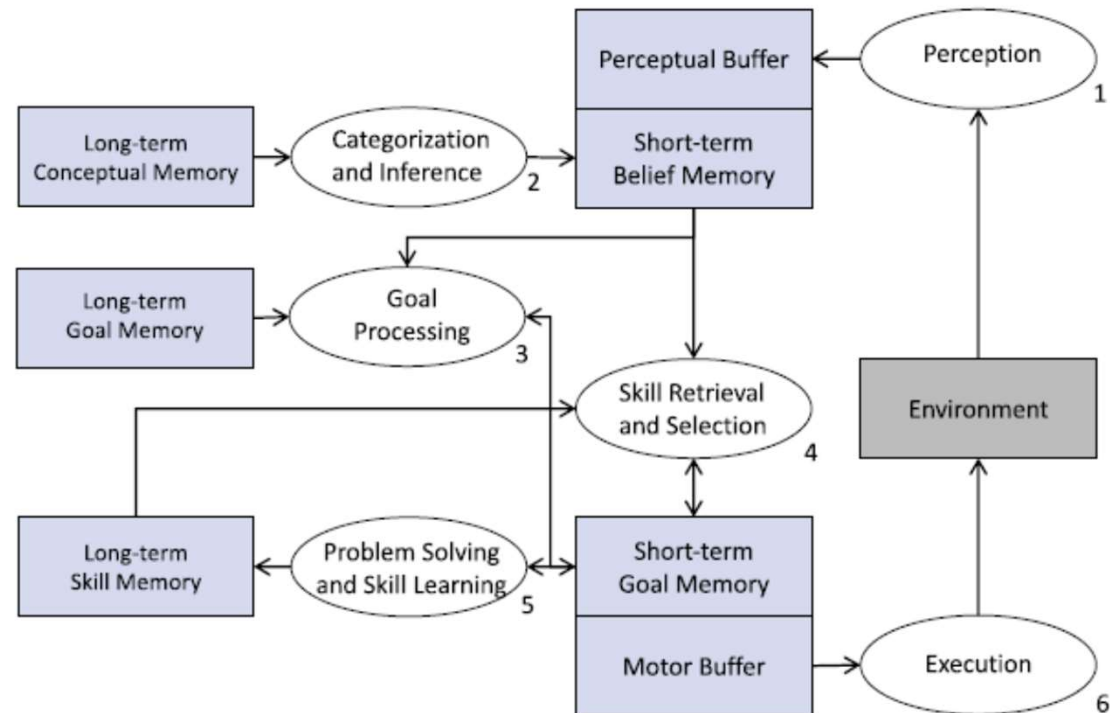 Perceptual Buffer
Perception
1
Long-term
Conceptual Memory
Categorization
and Inference
2
Short-term
Belief Memory
Long-term
Goal Memory
Goal
Processing
3
Skill Retrieval
and Selection
4
Environment
Long-term
Skill Memory
Problem Solving
and Skill Learning
5
Short-term
Goal Memory
Motor Buffer
Execution
6